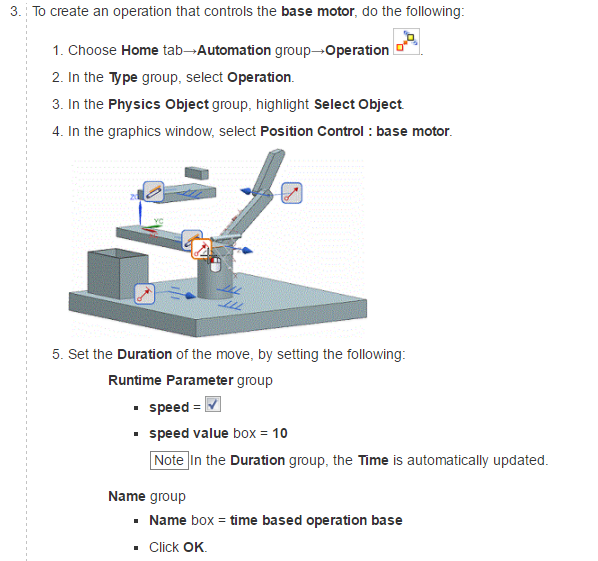 3. To create an operation that controls the base motor, do the following:
1. Choose Home tab→Automation group→Operation .
2. In the Type group, select Operation.
3. In the Physics Object group, highlight Select Object.
4. In the graphics window, select Position Control : base motor.
YC
5. Set the Duration of the move, by setting the following:
Runtime Parameter group
▪ speed =
▪ speed value box = 10
Note In the Duration group, the Time is automatically updated.
Name group
▪ Name box = time based operation base
▪ Click OK.